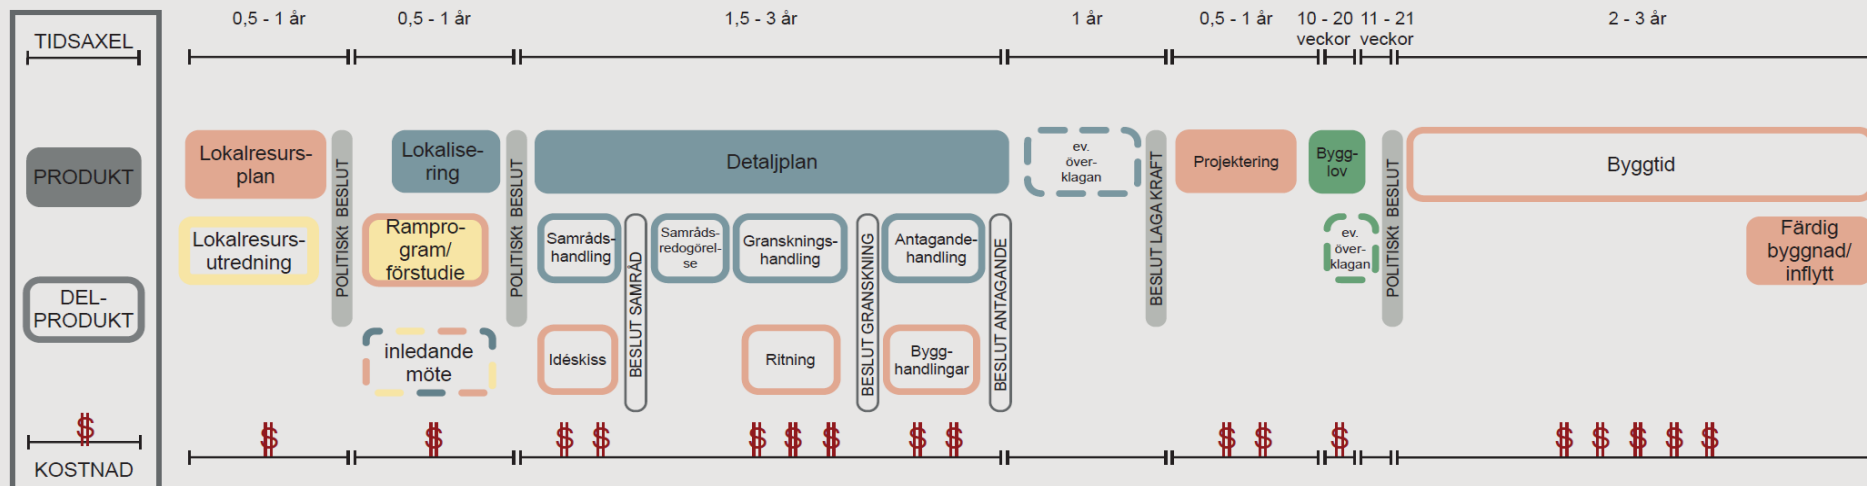 TIDSAXEL
PRODUKT
DEL-
PRODUKT
$
KOSTNAD
0,5 - 1 år
0,5 - 1 år
1,5 - 3 år
1 år
0,5 - 1 år
10 - 20
veckor
11 - 21
veckor
2 - 3 år
Lokalresurs-
plan
POLITISKt BESLUT
Lokalise-
ring
POLITISKt BESLUT
Detaljplan
ev.
över-
klagan
BESLUT LAGA KRAFT
Projektering
Bygg-
lov
POLITISKt BESLUT
Byggtid
Lokalresurs-
utredning
Rampro-
gram/
förstudie
Samråds-
handling
BESLUT SAMRÅD
Samråds-
redogörel-
se
Gransknings-
handling
BESLUT GRANSKNING
Antagande-
handling
BESLUT ANTAGANDE
ev.
över-
klagan
Färdig
byggnad/
inflytt
inledande
möte
Idéskiss
Ritning
Bygg-
handlingar
$
$
$ $
$ $ $
$ $
$ $
$
$ $ $ $ $